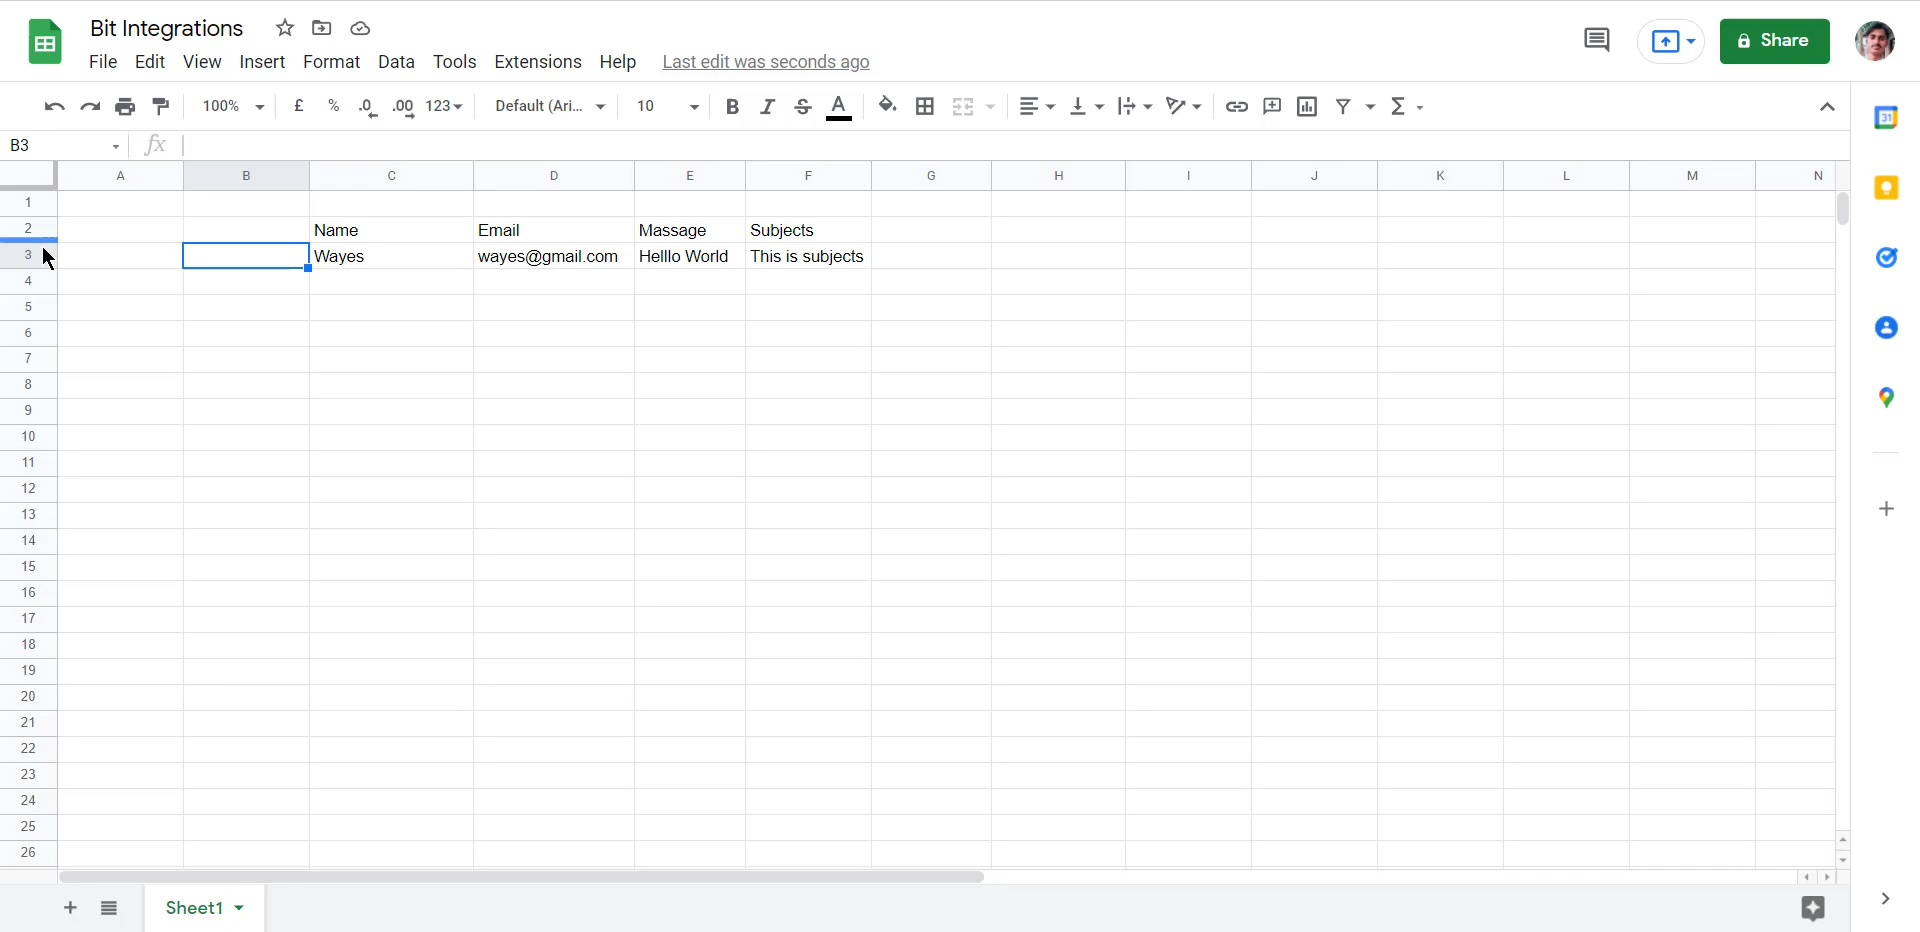 Bit Integrations
File Edit View Insert Format Data Tools Extensions Help Last edit was seconds ago
Share
100% £ % .0 .00 123 Default (Ari... 10 B I S A Σ
B3 fx
A B C D E F G H I J K L M N
1
2 Name Email Massage Subjects
3 Wayes wayes@gmail.com Helllo World This is subjects
4
5
6
7
8
9
10
11
12
13
14
15
16
17
18
19
20
21
22
23
24
25
26
Sheet1
31